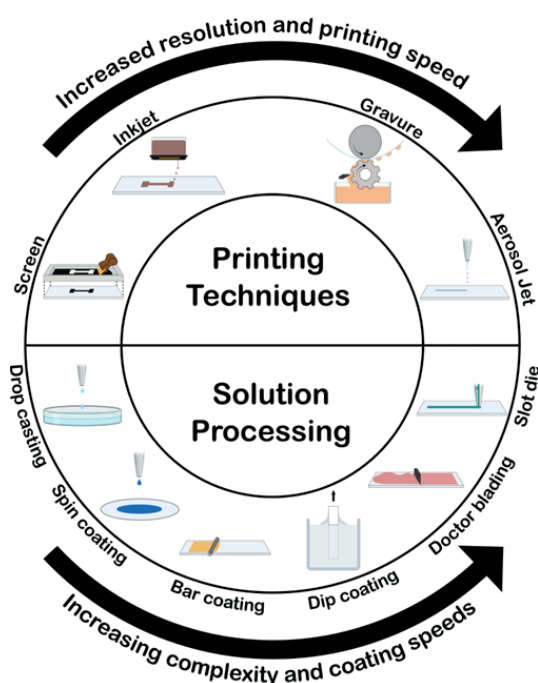 Increased resolution and printing speed
Inkjet
Gravure
Screen
Aerosol Jet
Printing
Techniques
Solution
Processing
Drop casting
Spin coating
Bar coating
Dip coating
Doctor blading
Slot die
Increasing complexity and coating speeds